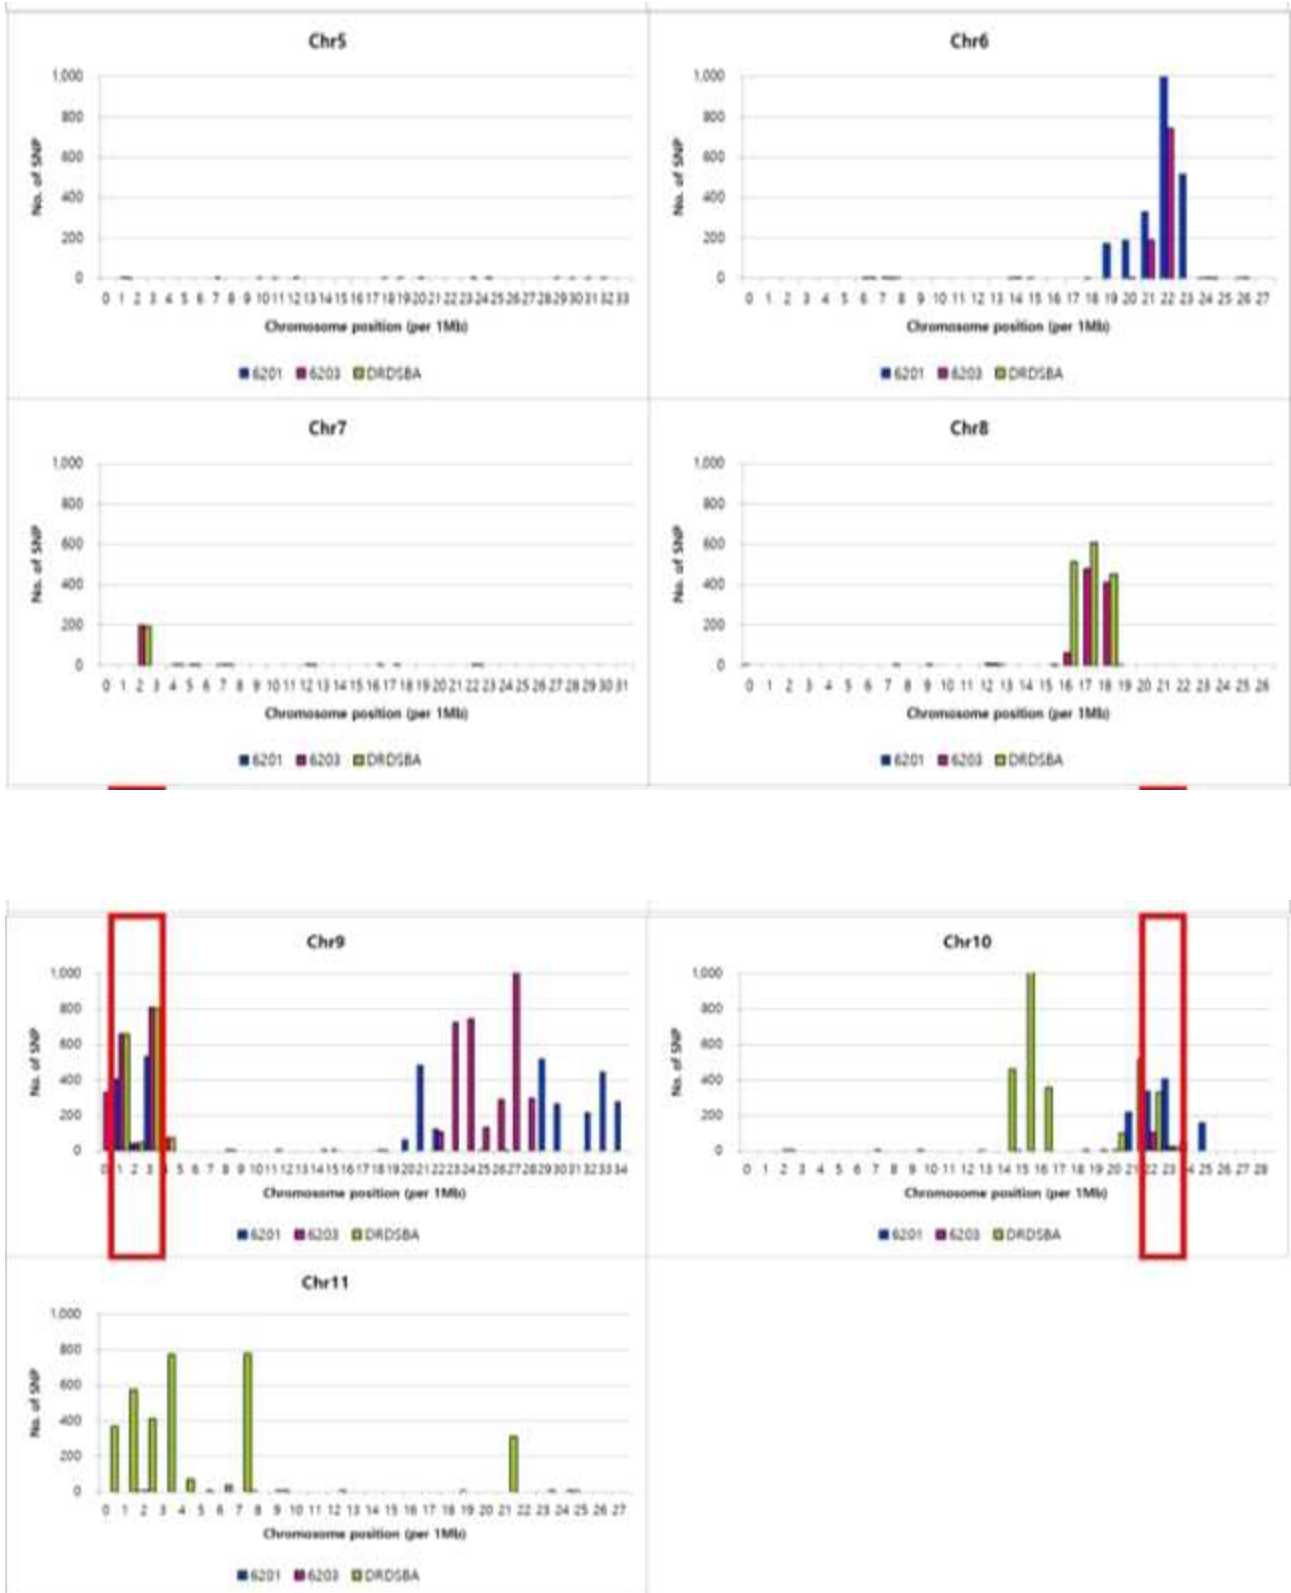 Chr5
No. of SNP
1,000
800
600
400
200
0
0 1 2 3 4 5 6 7 8 9 10 11 12 13 14 15 16 17 18 19 20 21 22 23 24 25 26 27 28 29 30 31 32 33
Chromosome position (per 1Mb)
6201 6203 DRDSBA
Chr6
No. of SNP
1,000
800
600
400
200
0
0 1 2 3 4 5 6 7 8 9 10 11 12 13 14 15 16 17 18 19 20 21 22 23 24 25 26 27
Chromosome position (per 1Mb)
6201 6203 DRDSBA
Chr7
No. of SNP
1,000
800
600
400
200
0
0 1 2 3 4 5 6 7 8 9 10 11 12 13 14 15 16 17 18 19 20 21 22 23 24 25 26 27 28 29 30 31
Chromosome position (per 1Mb)
6201 6203 DRDSBA
Chr8
No. of SNP
1,000
800
600
400
200
0
0 1 2 3 4 5 6 7 8 9 10 11 12 13 14 15 16 17 18 19 20 21 22 23 24 25 26
Chromosome position (per 1Mb)
6201 6203 DRDSBA
Chr9
No. of SNP
1,000
800
600
400
200
0
0 1 2 3 4 5 6 7 8 9 10 11 12 13 14 15 16 17 18 19 20 21 22 23 24 25 26 27 28 29 30 31 32 33 34
Chromosome position (per 1Mb)
6201 6203 DRDSBA
Chr10
No. of SNP
1,000
800
600
400
200
0
0 1 2 3 4 5 6 7 8 9 10 11 12 13 14 15 16 17 18 19 20 21 22 23 24 25 26 27 28
Chromosome position (per 1Mb)
6201 6203 DRDSBA
Chr11
No. of SNP
1,000
800
600
400
200
0
0 1 2 3 4 5 6 7 8 9 10 11 12 13 14 15 16 17 18 19 20 21 22 23 24 25 26 27
Chromosome position (per 1Mb)
6201 6203 DRDSBA